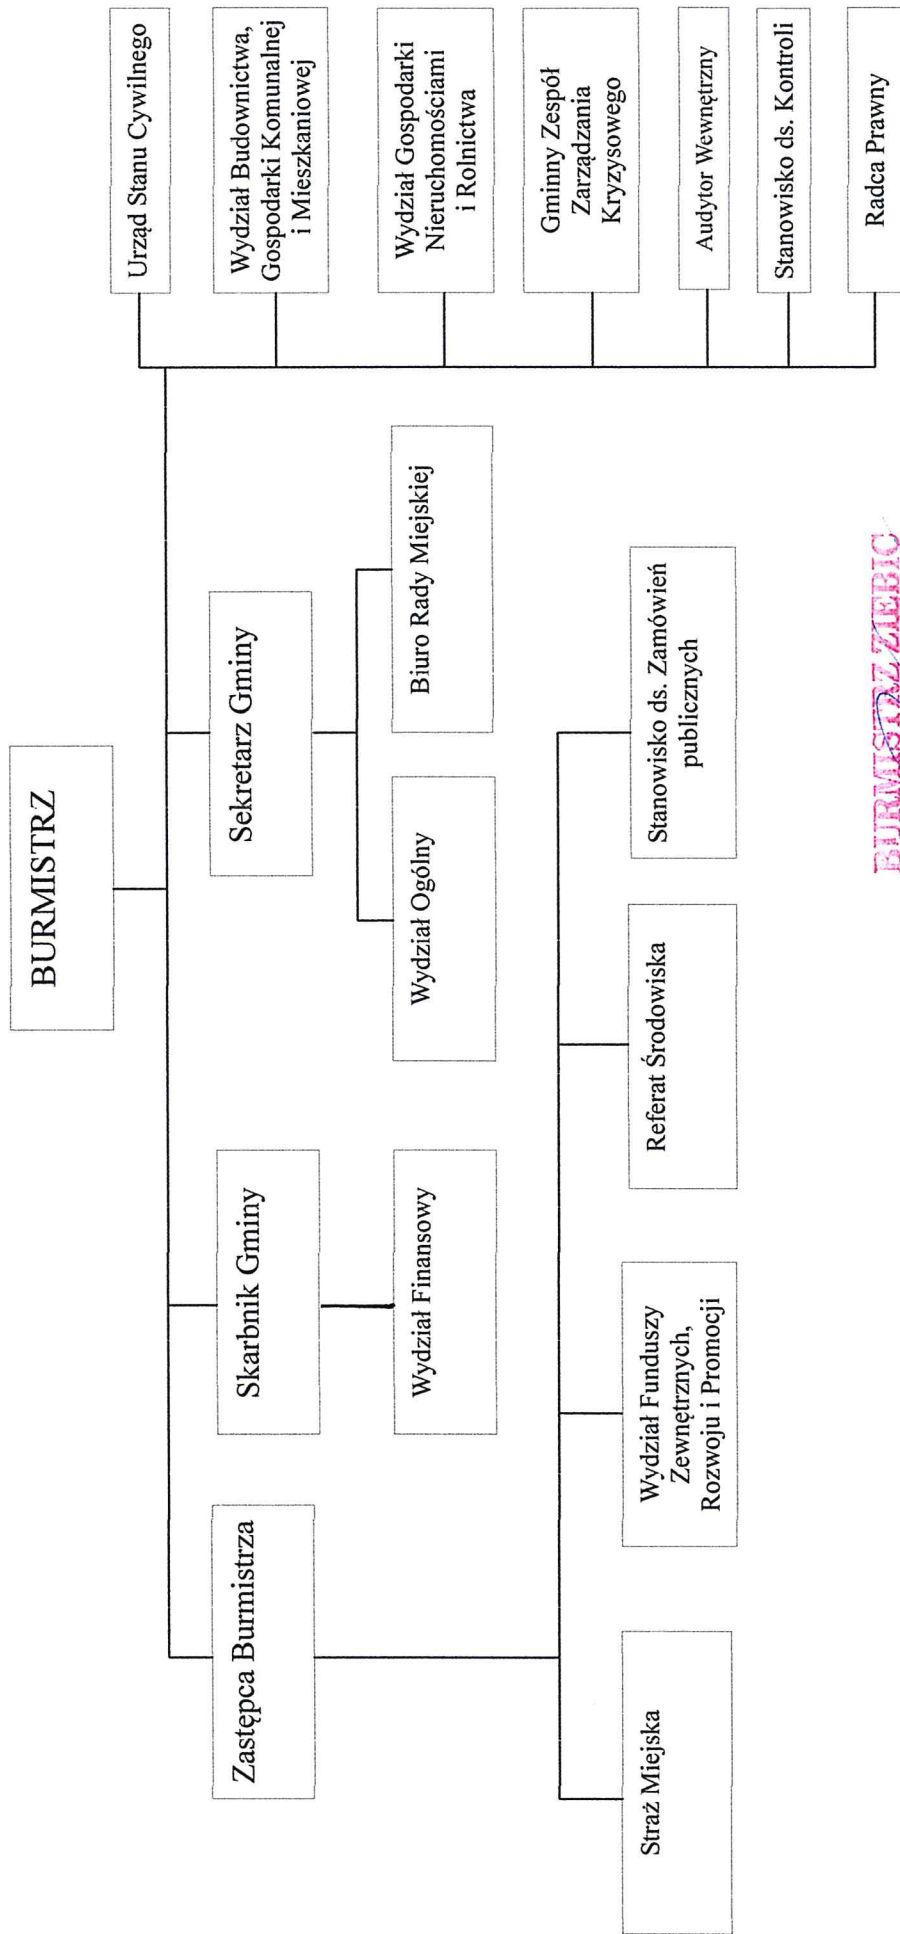 BURMISTRZ
Zastępca Burmistrza
Skarbnik Gminy
Sekretarz Gminy
Wydział Finansowy
Wydział Ogólny
Biuro Rady Miejskiej
Straż Miejska
Wydział Funduszy
Zewnętrznych,
Rozwoju i Promocji
Referat Środowiska
Stanowisko ds. Zamówień
publicznych
Urząd Stanu Cywilnego
Wydział Budownictwa,
Gospodarki Komunalnej
i Mieszkaniowej
Wydział Gospodarki
Nieruchomościami
i Rolnictwa
Gminny Zespół
Zarządzania
Kryzysowego
Audytor Wewnętrzny
Stanowisko ds. Kontroli
Radca Prawny
BURMISTRZ ZIEBIC